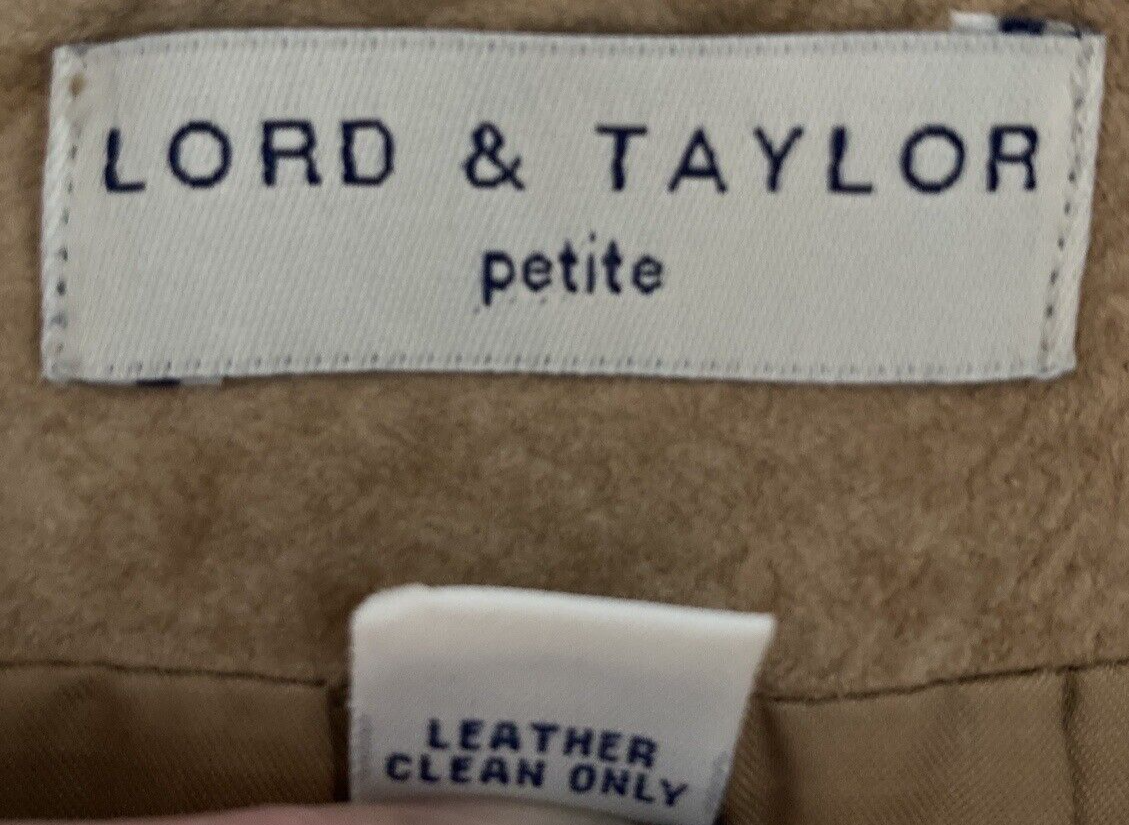 LORD & TAYLOR
petite
LEATHER
CLEAN ONLY